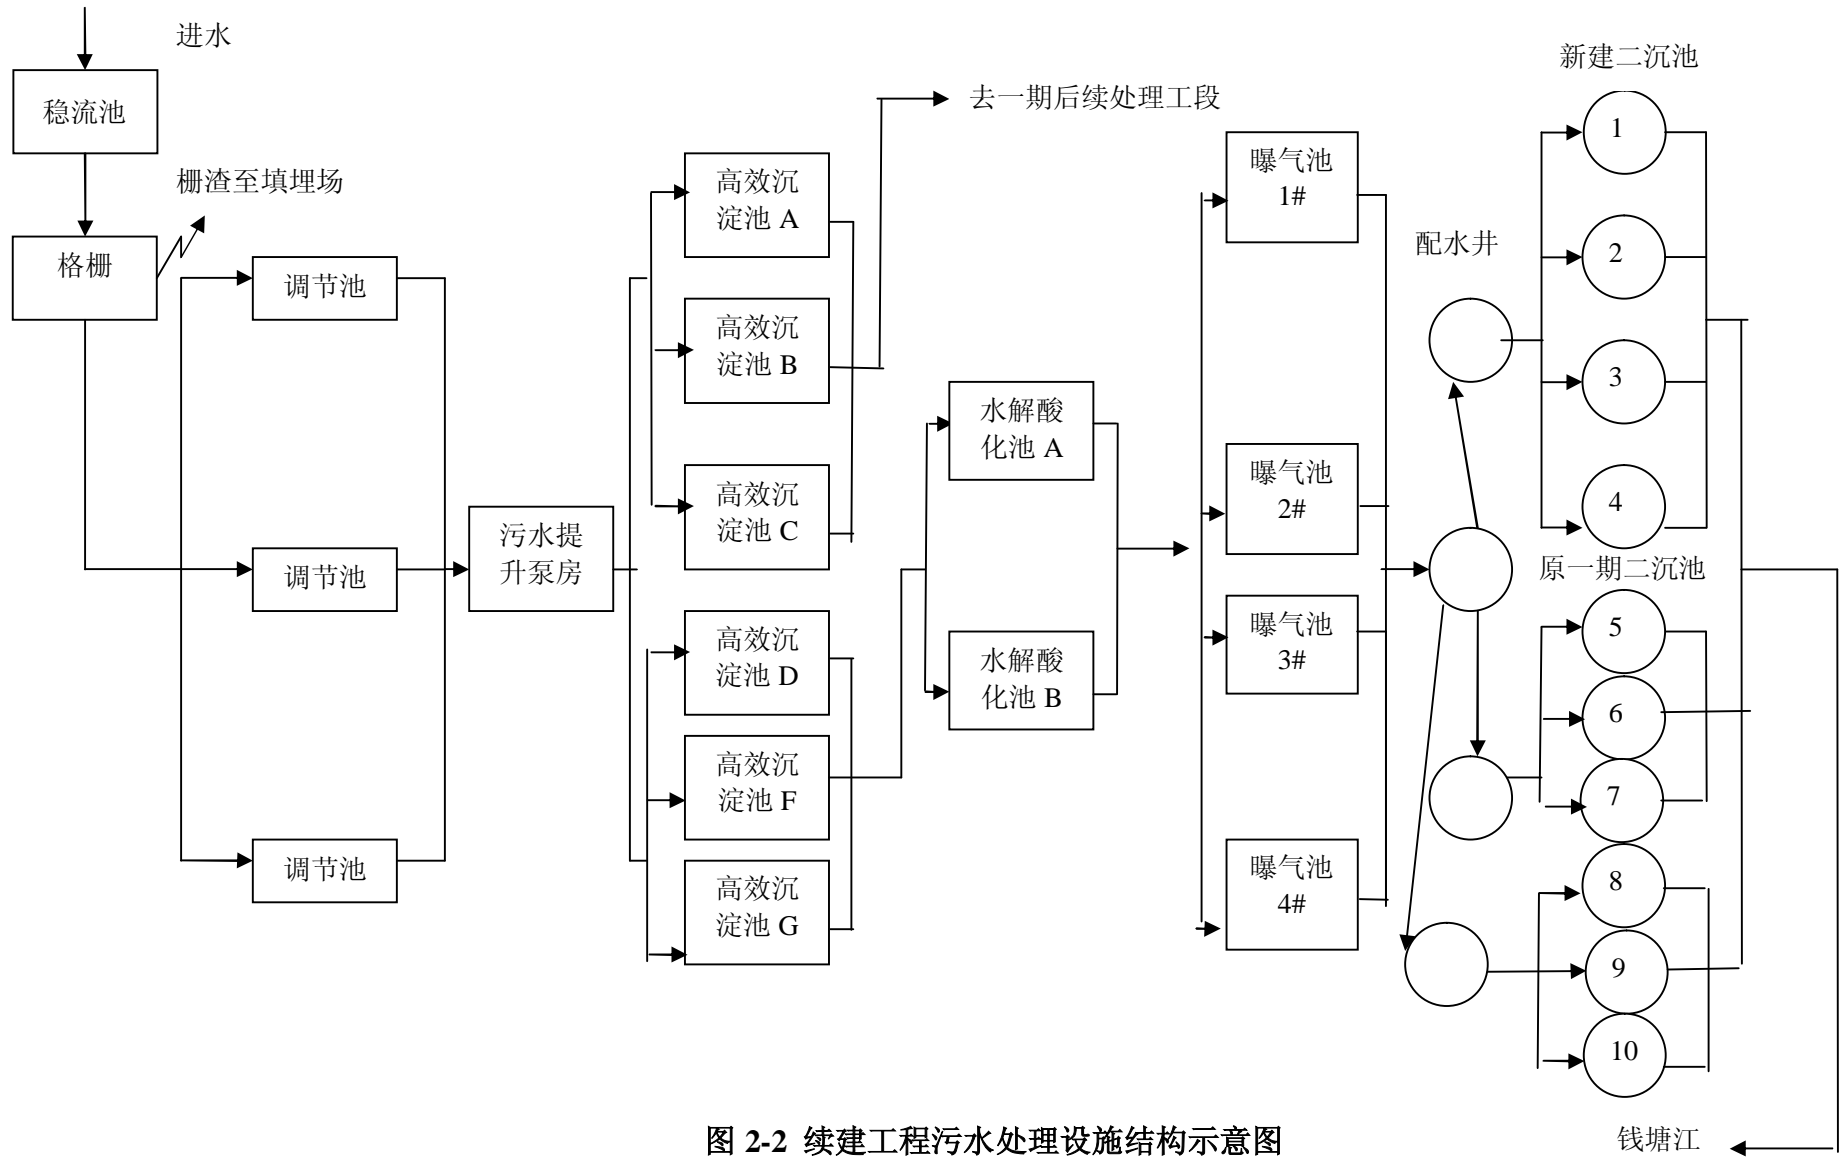 进水
稳流池
栅渣至填埋场
格栅
调节池
调节池
调节池
污水提
升泵房
去一期后续处理工段
高效沉
淀池 A
高效沉
淀池 B
高效沉
淀池 C
高效沉
淀池 D
高效沉
淀池 F
高效沉
淀池 G
水解酸
化池 A
水解酸
化池 B
曝气池
1#
曝气池
2#
曝气池
3#
曝气池
4#
配水井
新建二沉池
1
2
3
4
原一期二沉池
5
6
7
8
9
10
钱塘江
图 2-2 续建工程污水处理设施结构示意图